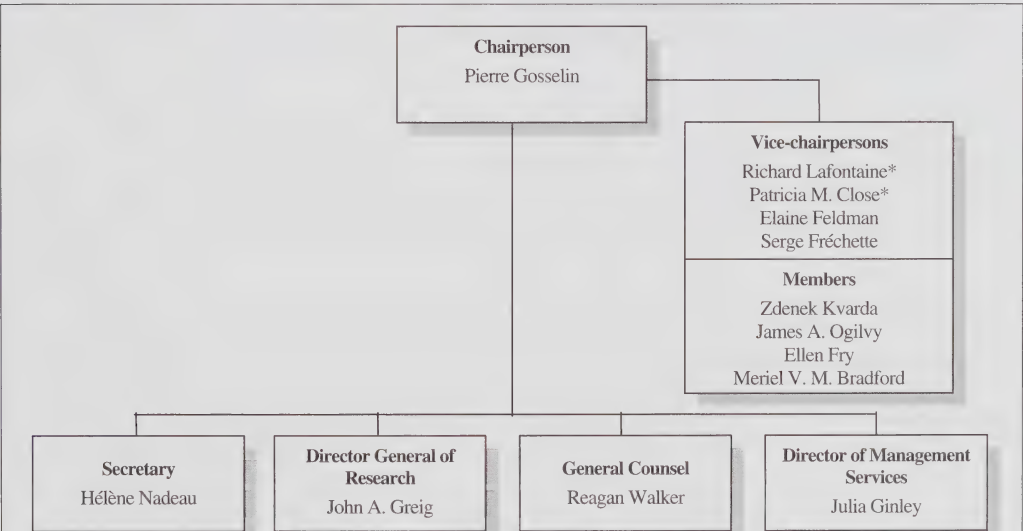 Chairperson
Pierre Gosselin
Vice-chairpersons
Richard Lafontaine*
Patricia M. Close*
Elaine Feldman
Serge Fréchette
Members
Zdenek Kvarda
James A. Ogilvy
Ellen Fry
Meriel V. M. Bradford
Secretary
Hélène Nadeau
Director General of
Research
John A. Greig
General Counsel
Reagan Walker
Director of Management
Services
Julia Ginley